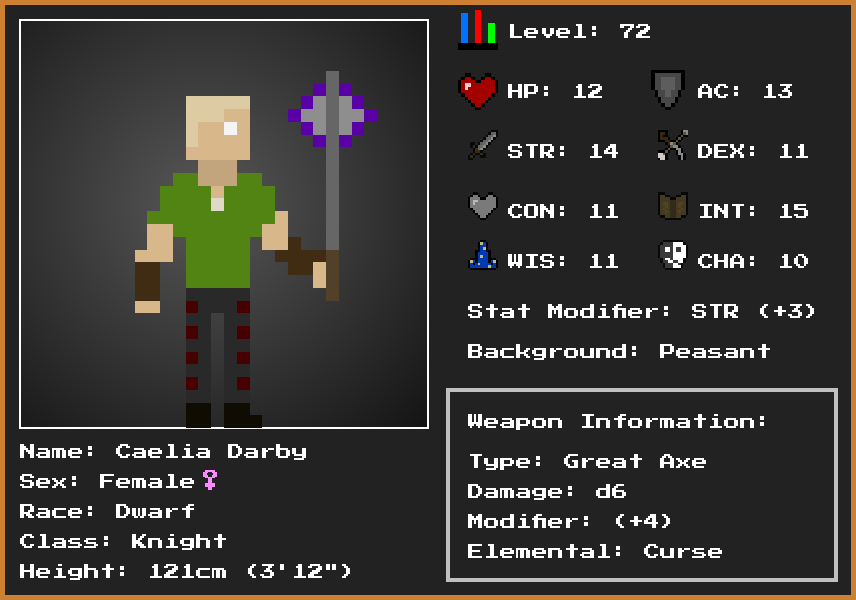 Level: 72
HP: 12 AC: 13
STR: 14 DEX: 11
CON: 11 INT: 15
WIS: 11 CHA: 10
Stat Modifier: STR (+3)
Background: Peasant
Weapon Information:
Type: Great Axe
Damage: d6
Modifier: (+4)
Elemental: Curse
Name: Caelia Darby
Sex: Female♀
Race: Dwarf
Class: Knight
Height: 121cm (3'12")